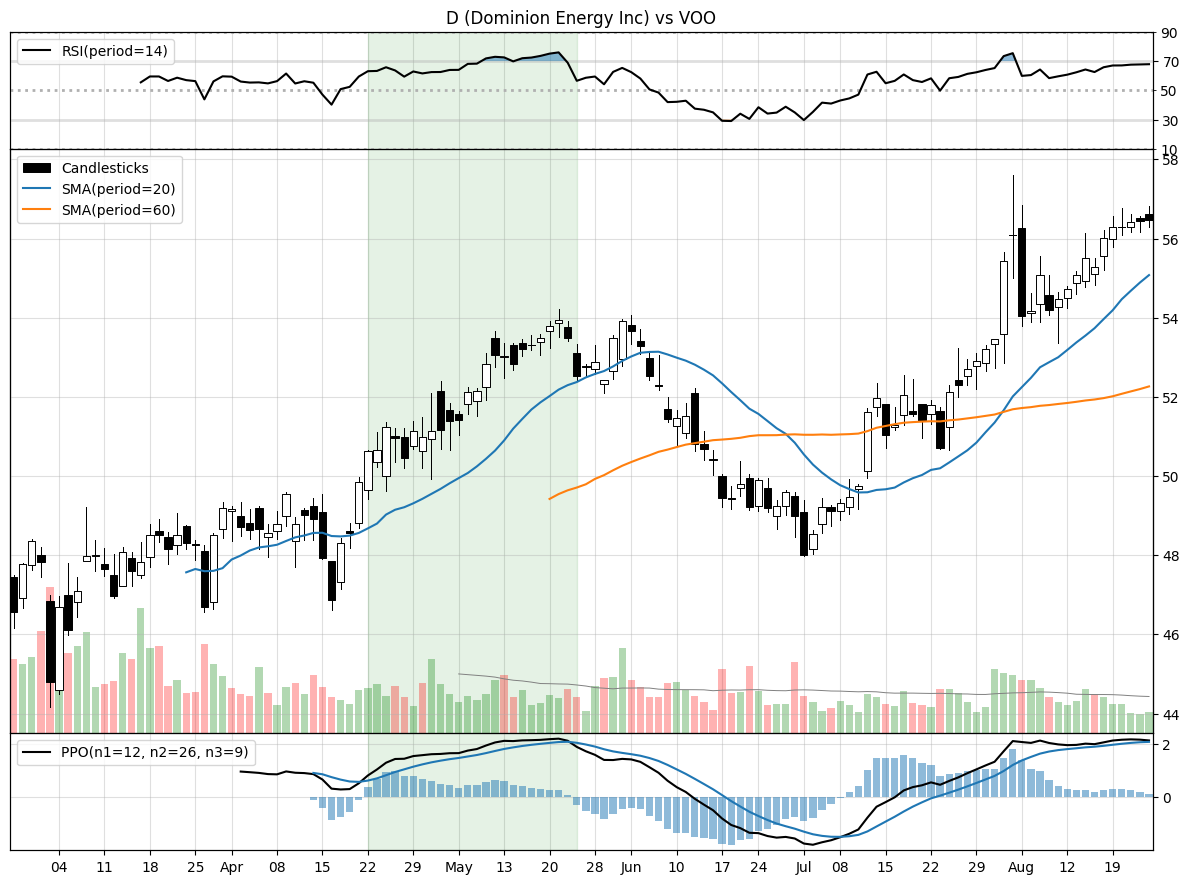 D (Dominion Energy Inc) vs VOO
RSI(period=14)
90
70
50
30
10
Candlesticks
SMA(period=20)
SMA(period=60)
58
56
54
52
50
48
46
44
PPO(n1=12, n2=26, n3=9)
2
0
04 11 18 25 Apr 08 15 22 29 May 13 20 28 Jun 10 17 24 Jul 08 15 22 29 Aug 12 19